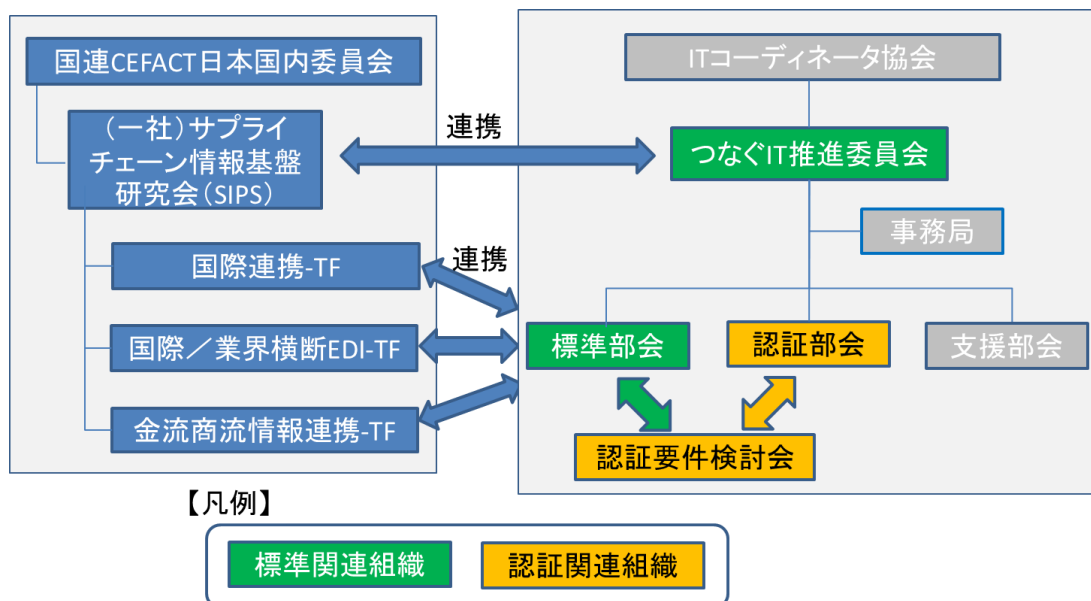 国連CEFACT日本国内委員会
（一社）サプライ
チェーン情報基盤
研究会（SIPS）
国際連携-TF
国際／業界横断EDI-TF
金流商流情報連携-TF
連携
連携
ITコーディネータ協会
つなぐIT推進委員会
事務局
標準部会
認証部会
支援部会
認証要件検討会
【凡例】
標準関連組織
認証関連組織